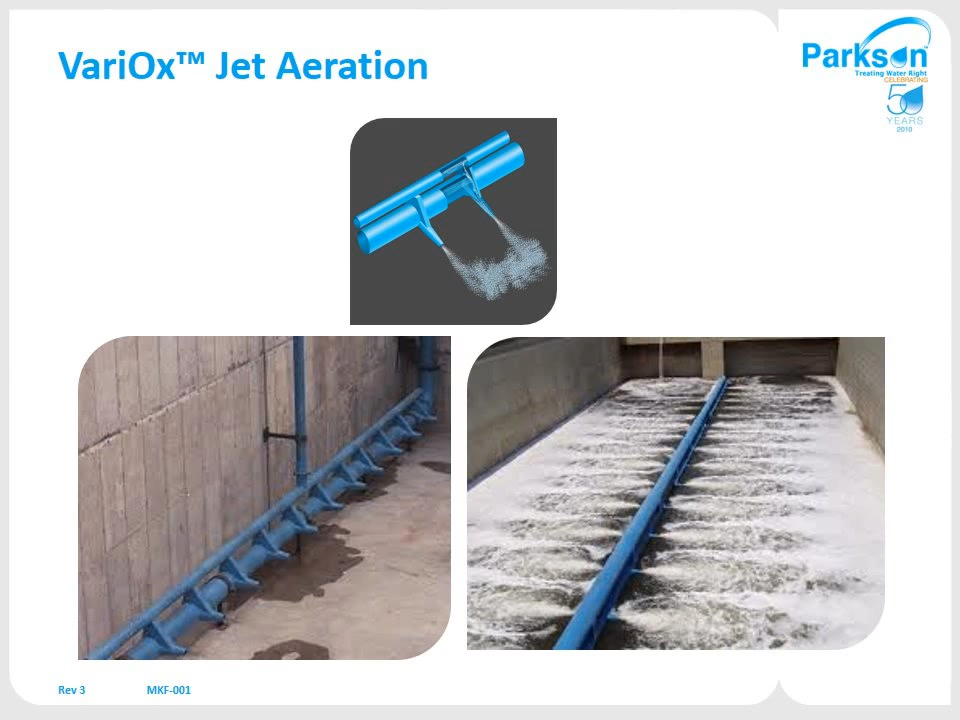 VariOx™ Jet Aeration
Parkson
Treating Water Right
CELEBRATING
50
YEARS
2010
Rev 3 MKF-001